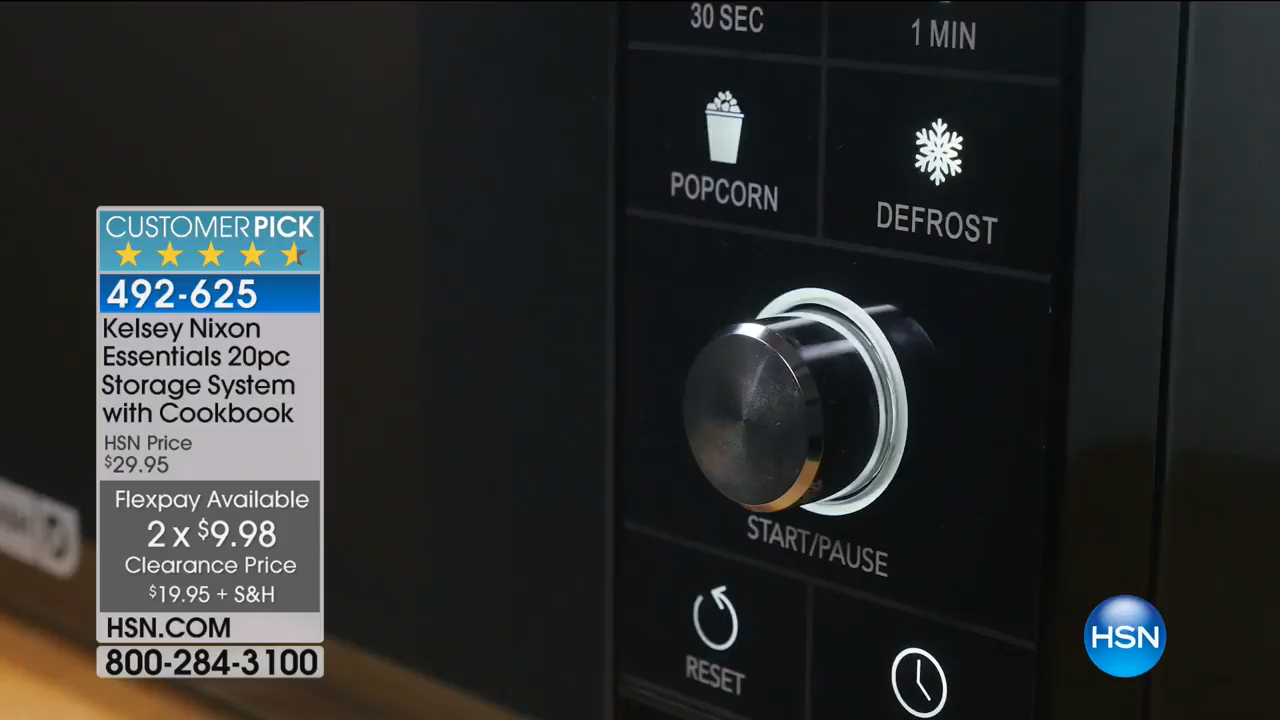 CUSTOMER PICK
492-625
Kelsey Nixon
Essentials 20pc
Storage System
with Cookbook
HSN Price
$29.95
Flexpay Available
2 x $9.98
Clearance Price
$19.95 + S&H
HSN.COM
800-284-3100
30 SEC
1 MIN
POPCORN
DEFROST
START/PAUSE
RESET
HSN